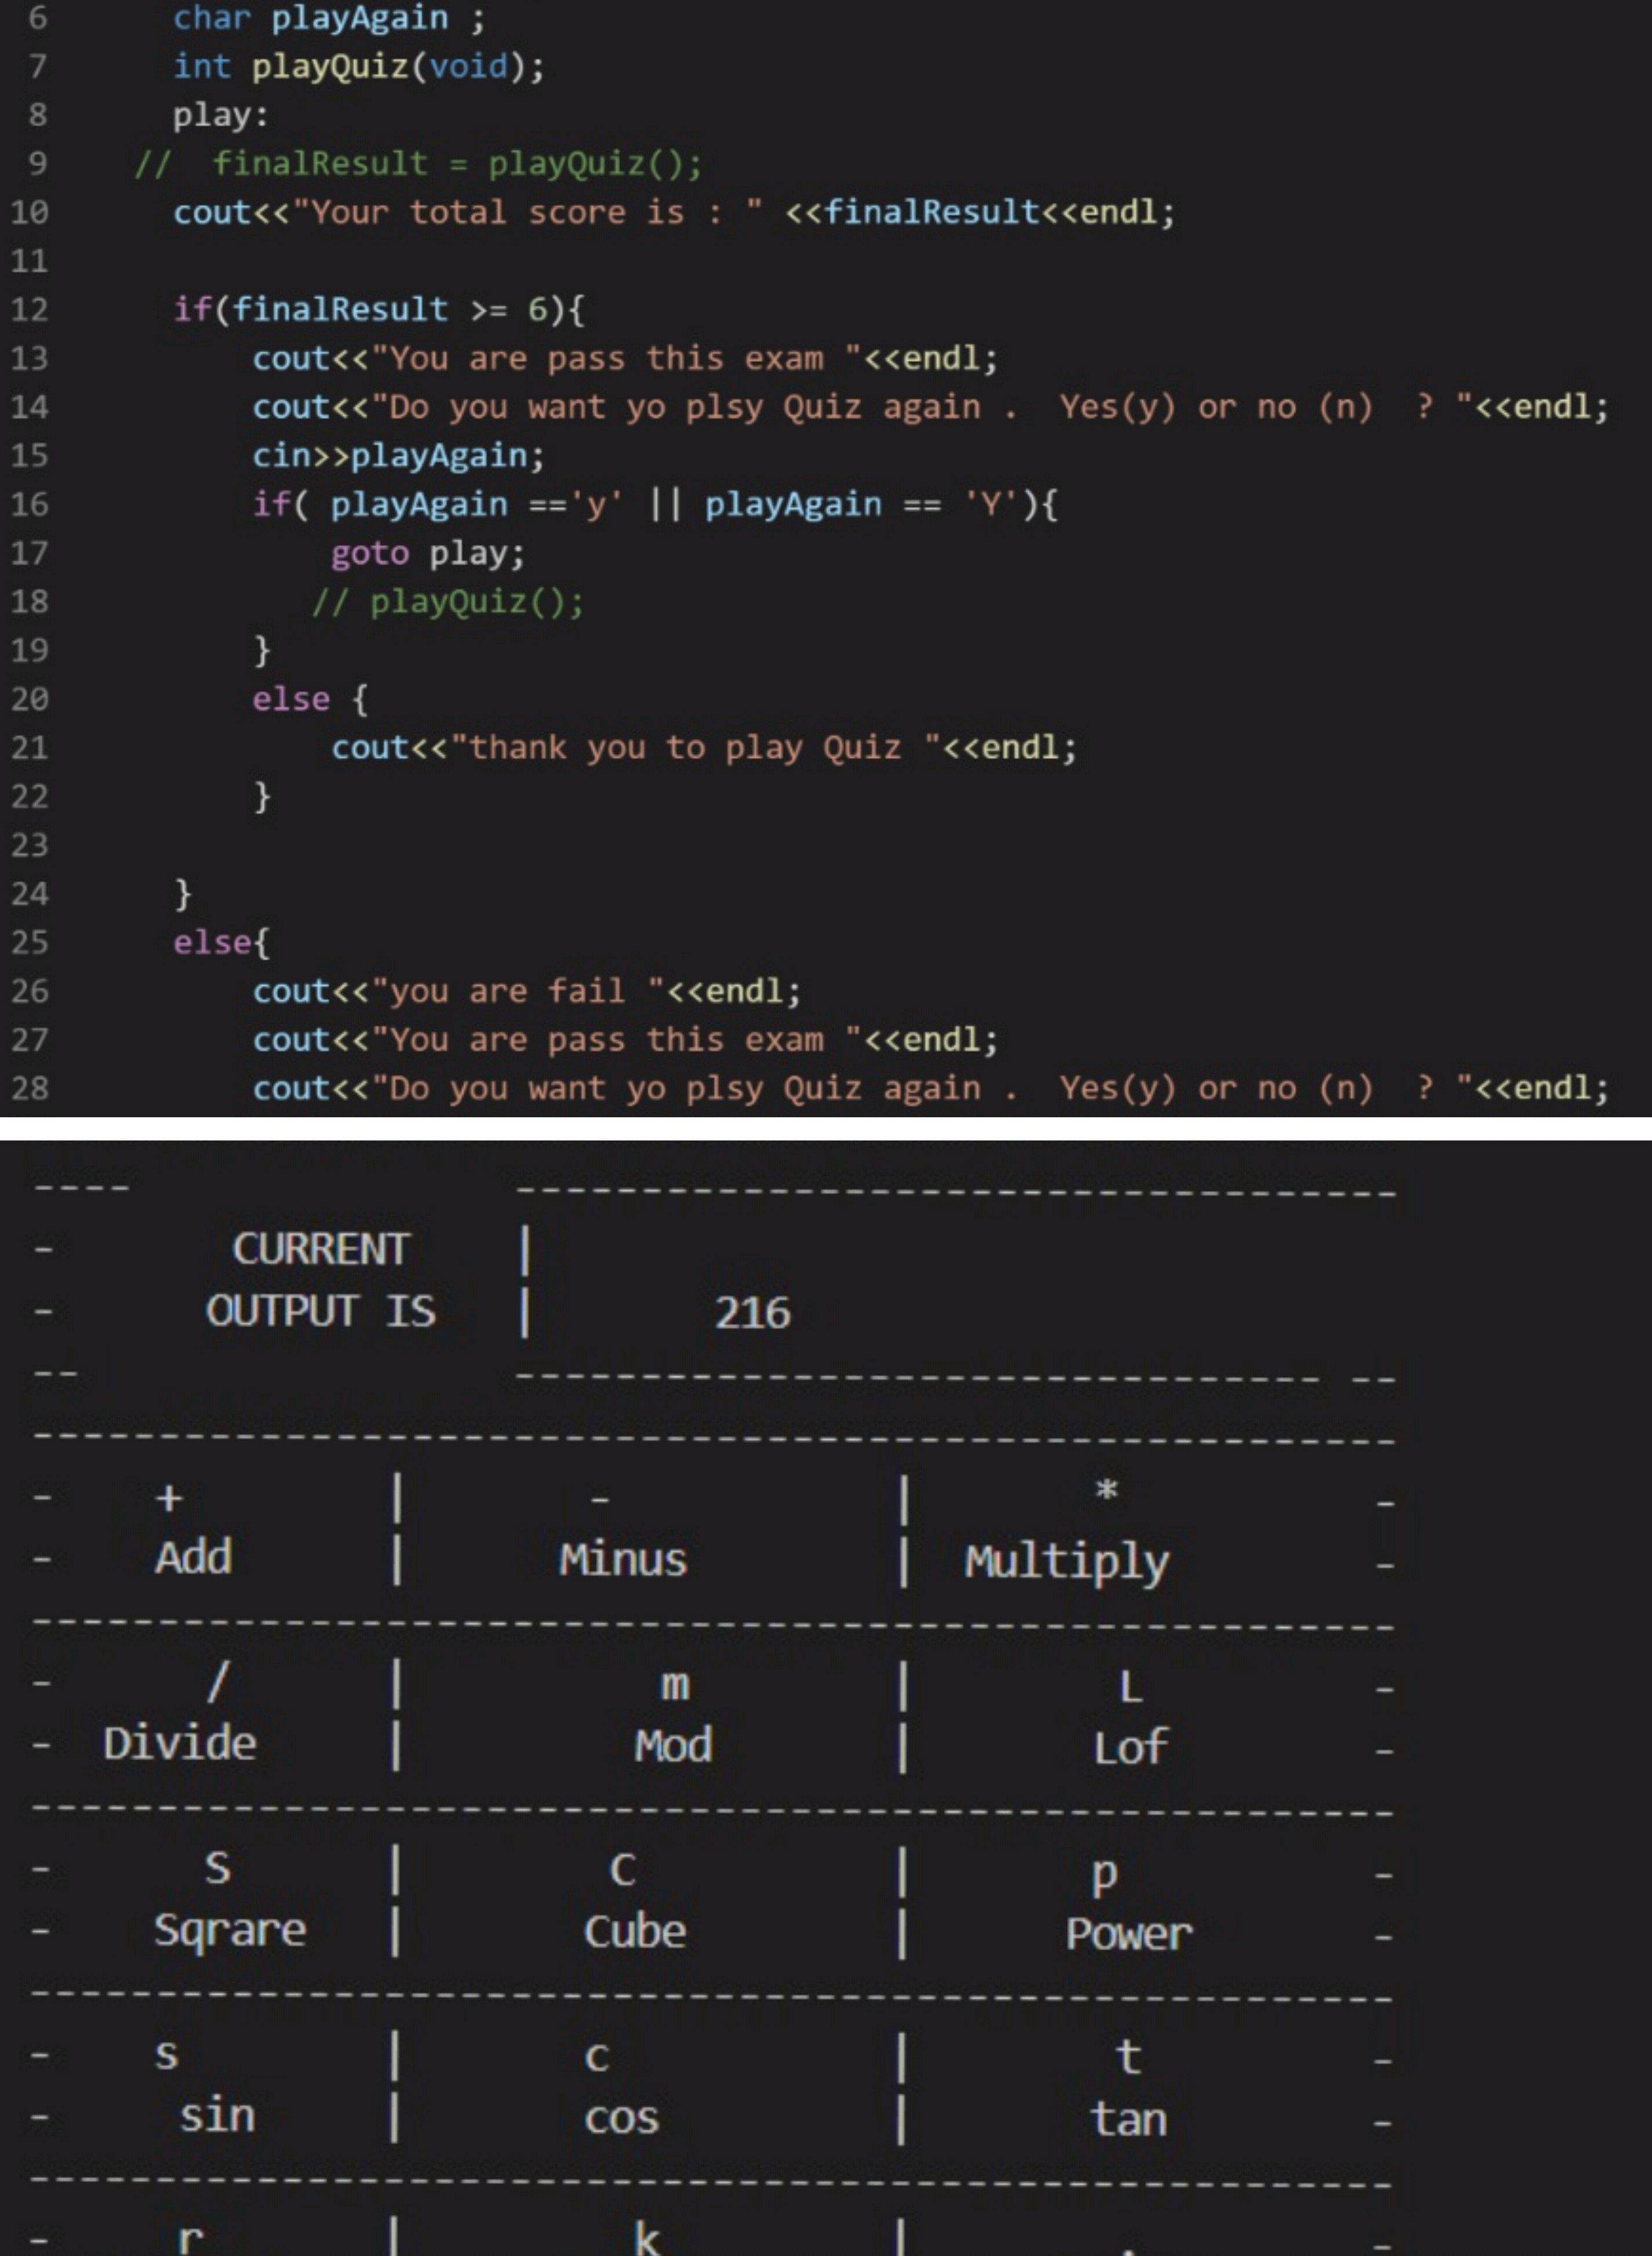 6 char playAgain ;
7 int playQuiz(void);
8 play:
9 //  finalResult = playQuiz();
10 cout<<"Your total score is : " <<finalResult<<endl;
11
12 if(finalResult >= 6){
13 cout<<"You are pass this exam "<<endl;
14 cout<<"Do you want yo plsy Quiz again .  Yes(y) or no (n)  ? "<<endl;
15 cin>>playAgain;
16 if( playAgain =='y' || playAgain == 'Y'){
17 goto play;
18 // playQuiz();
19 }
20 else {
21 cout<<"thank you to play Quiz "<<endl;
22 }
23
24 }
25 else{
26 cout<<"you are fail "<<endl;
27 cout<<"You are pass this exam "<<endl;
28 cout<<"Do you want yo plsy Quiz again .  Yes(y) or no (n)  ? "<<endl;
---- -----------------------------------
- CURRENT |
- OUTPUT IS | 216
-- -------------------------------- --
------------------------------------------------------
- + | - | * -
- Add | Minus | Multiply -
------------------------------------------------------
- / | m | L -
- Divide | Mod | Lof -
------------------------------------------------------
- S | C | p -
- Sqrare | Cube | Power -
------------------------------------------------------
- s | c | t -
- sin | cos | tan -
------------------------------------------------------
- r | k | -